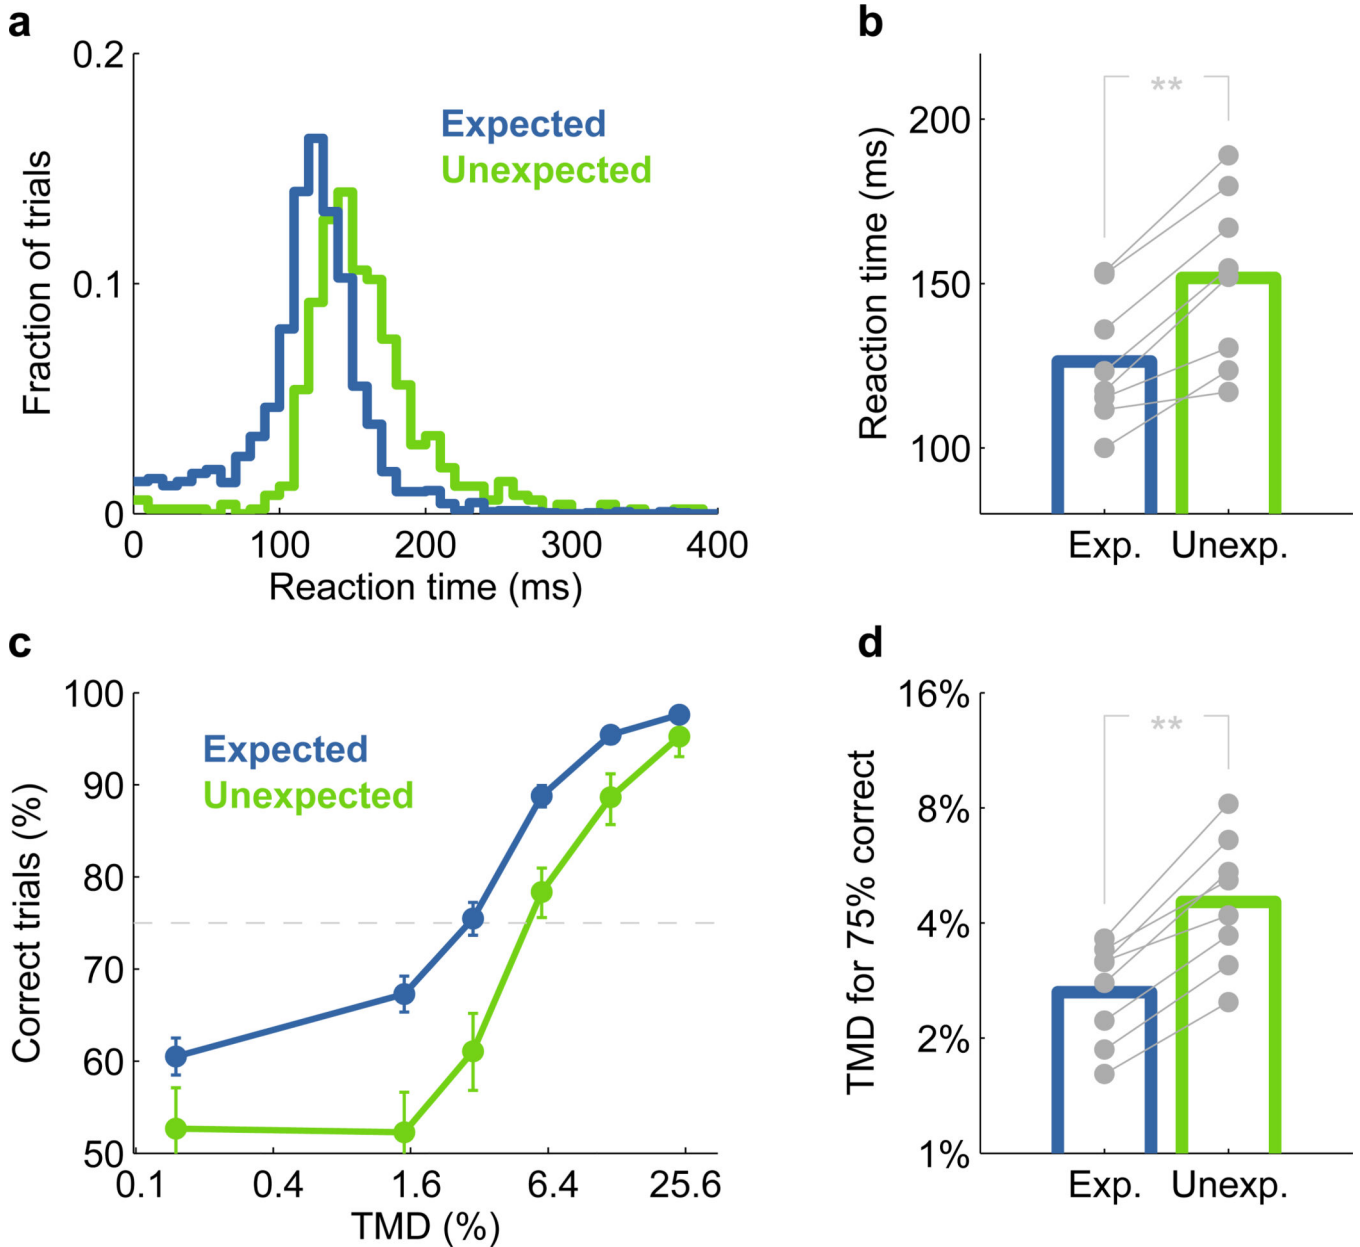 a
0.2
0.1
0
Fraction of trials
Expected
Unexpected
0 100 200 300 400
Reaction time (ms)
b
200
150
100
Reaction time (ms)
**
Exp. Unexp.
c
100
90
80
70
60
50
Correct trials (%)
Expected
Unexpected
0.1 0.4 1.6 6.4 25.6
TMD (%)
d
16%
8%
4%
2%
1%
TMD for 75% correct
**
Exp. Unexp.